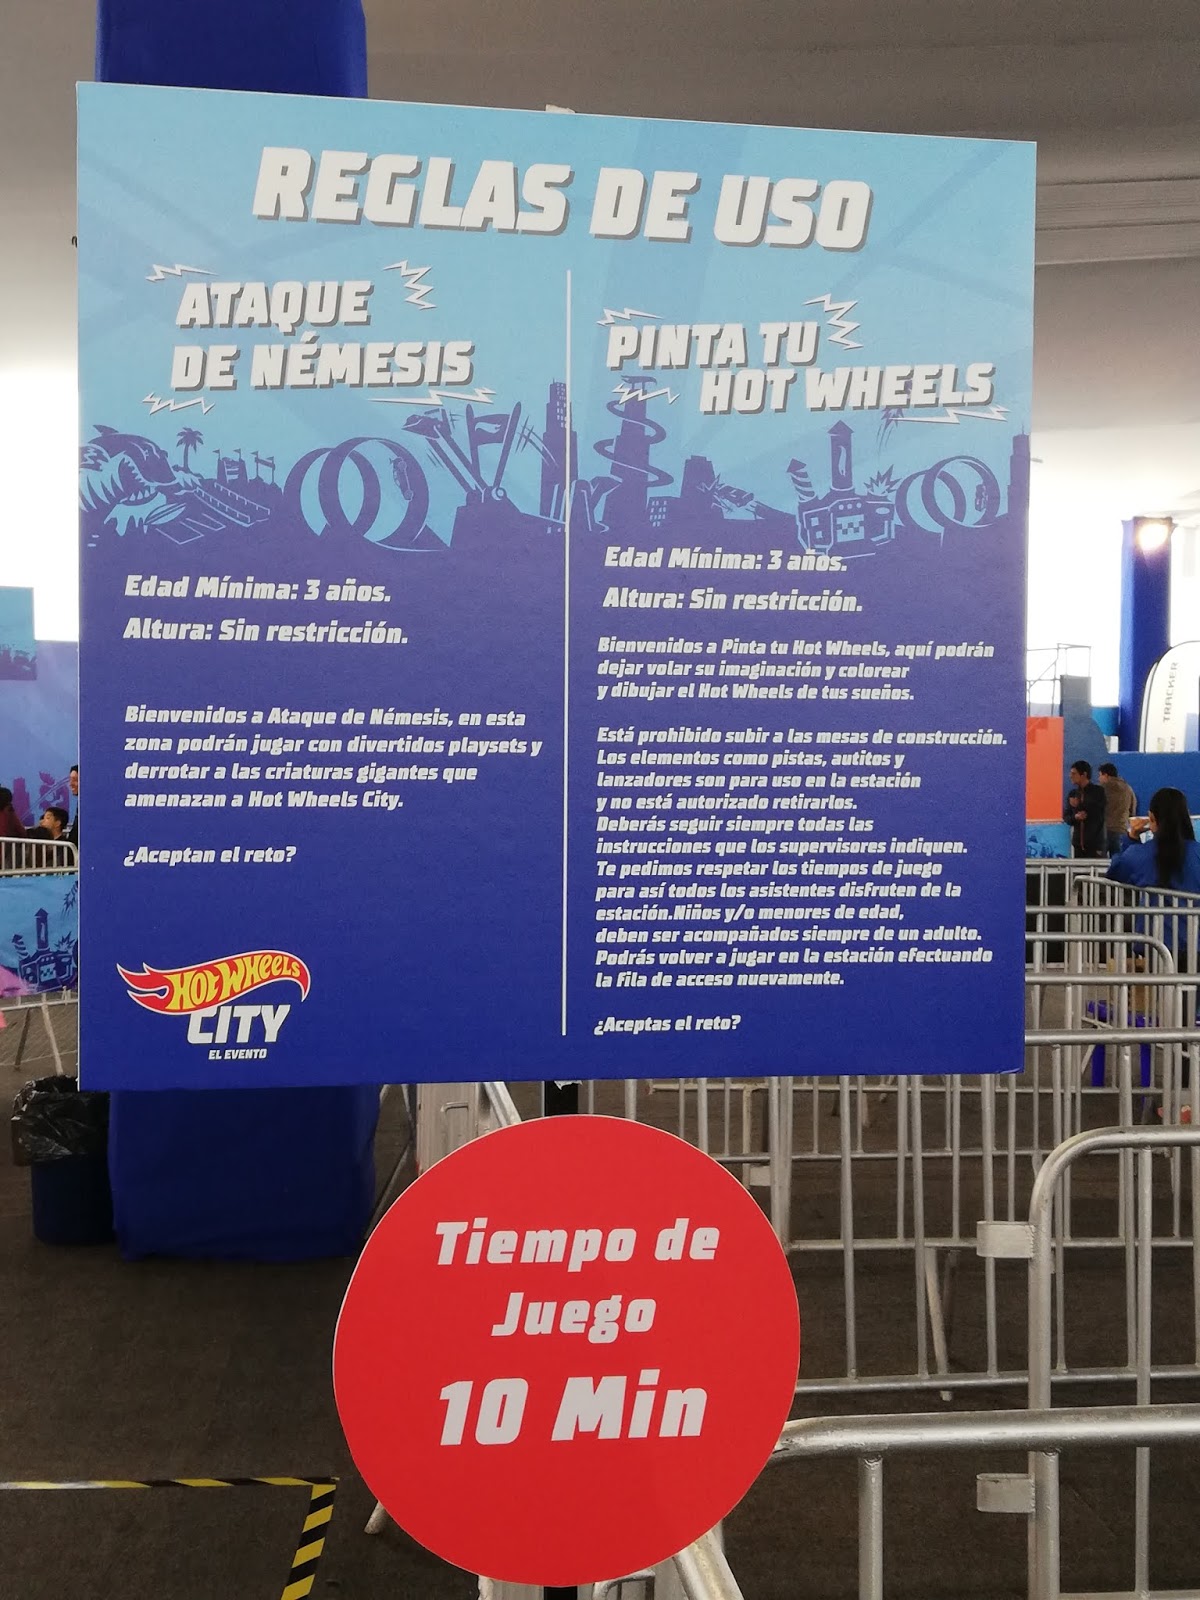 REGLAS DE USO
ATAQUE
DE NÉMESIS
Edad Mínima: 3 años.
Altura: Sin restricción.
Bienvenidos a Ataque de Némesis, en esta
zona podrán jugar con divertidos playsets y
derrotar a las criaturas gigantes que
amenazan a Hot Wheels City.
¿Aceptan el reto?
HOT WHEELS
CITY
EL EVENTO
PINTA TU
HOT WHEELS
Edad Mínima: 3 años.
Altura: Sin restricción.
Bienvenidos a Pinta tu Hot Wheels, aquí podrán
dejar volar su imaginación y colorear
y dibujar el Hot Wheels de tus sueños.
Está prohibido subir a las mesas de construcción.
Los elementos como pistas, autitos y
lanzadores son para uso en la estación
y no está autorizado retirarlos.
Deberás seguir siempre todas las
instrucciones que los supervisores indiquen.
Te pedimos respetar los tiempos de juego
para así todos los asistentes disfruten de la
estación.Niños y/o menores de edad,
deben ser acompañados siempre de un adulto.
Podrás volver a jugar en la estación efectuando
la Fila de acceso nuevamente.
¿Aceptas el reto?
Tiempo de
Juego
10 Min
TRACKER